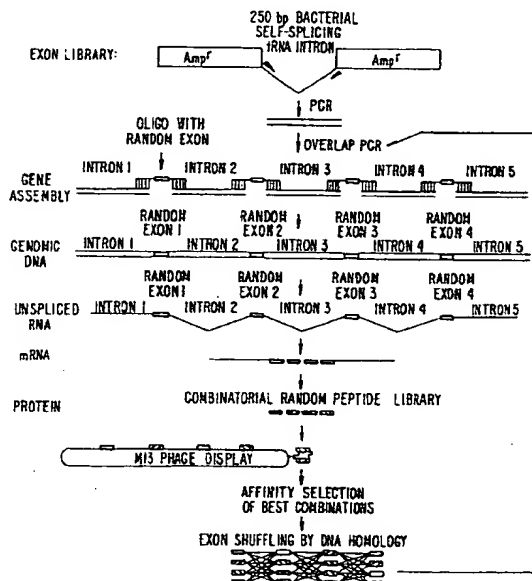 250 bp BACTERIAL
SELF-SPLICING
tRNA INTRON
EXON LIBRARY:
Ampr
Ampr
PCR
OLIGO WITH
RANDOM EXON
OVERLAP PCR
INTRON 1
INTRON 2
INTRON 3
INTRON 4
INTRON 5
GENE
ASSEMBLY
RANDOM
EXON 1
RANDOM
EXON 2
RANDOM
EXON 3
RANDOM
EXON 4
GENOMIC
DNA
INTRON 1
INTRON 2
INTRON 3
INTRON 4
INTRON 5
RANDOM
EXON 1
RANDOM
EXON 2
RANDOM
EXON 3
RANDOM
EXON 4
UNSPLICED
RNA
INTRON 1
INTRON 2
INTRON 3
INTRON 4
INTRON 5
mRNA
PROTEIN
COMBINATORIAL RANDOM PEPTIDE LIBRARY
M13 PHAGE DISPLAY
AFFINITY SELECTION
OF BEST COMBINATIONS
EXON SHUFFLING BY DNA HOMOLOGY